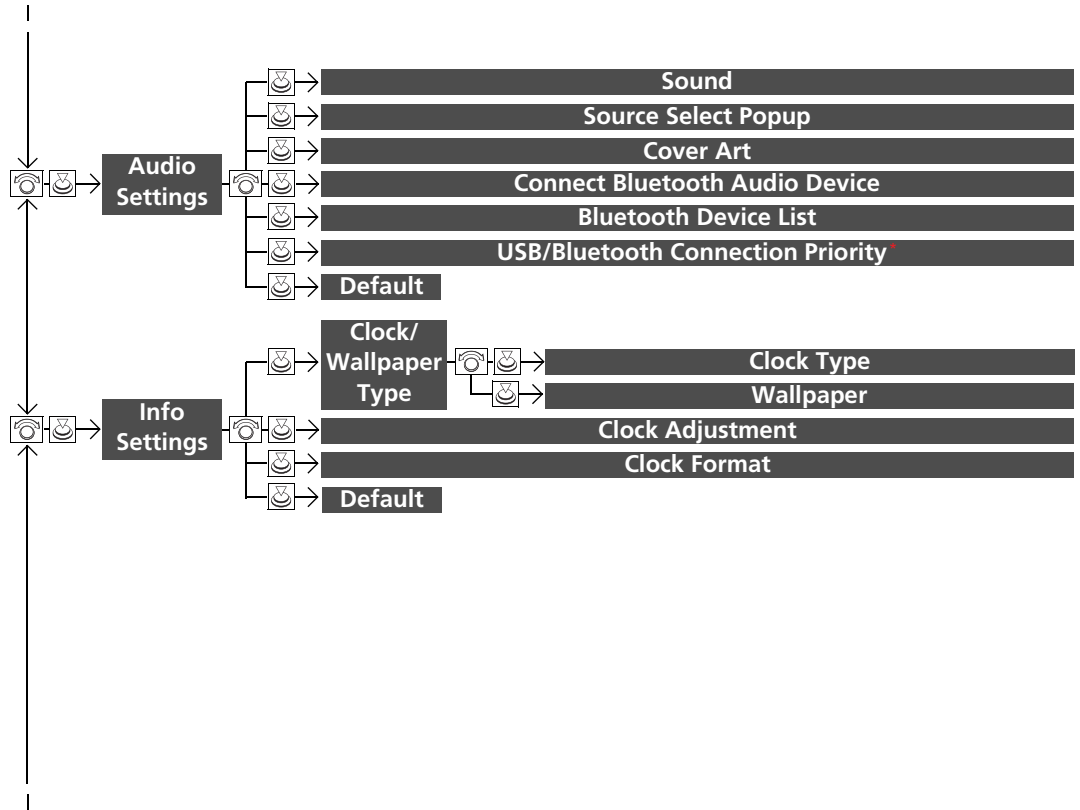 Audio
Settings
Sound
Source Select Popup
Cover Art
Connect Bluetooth Audio Device
Bluetooth Device List
USB/Bluetooth Connection Priority*
Default
Info
Settings
Clock/
Wallpaper
Type
Clock Type
Wallpaper
Clock Adjustment
Clock Format
Default